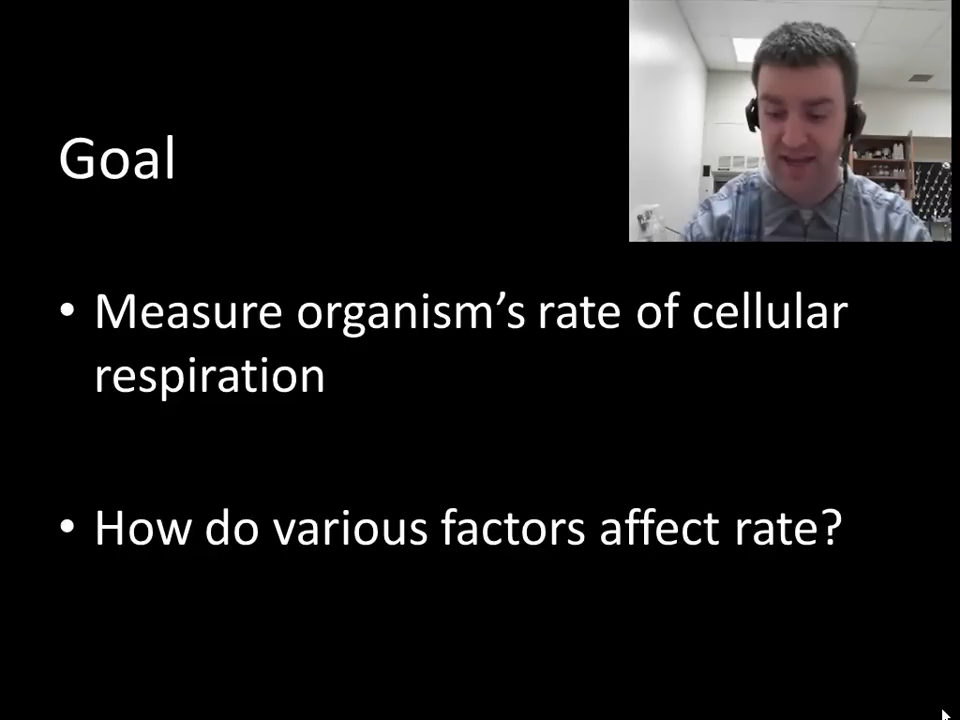 Goal
• Measure organism’s rate of cellular
respiration
• How do various factors affect rate?